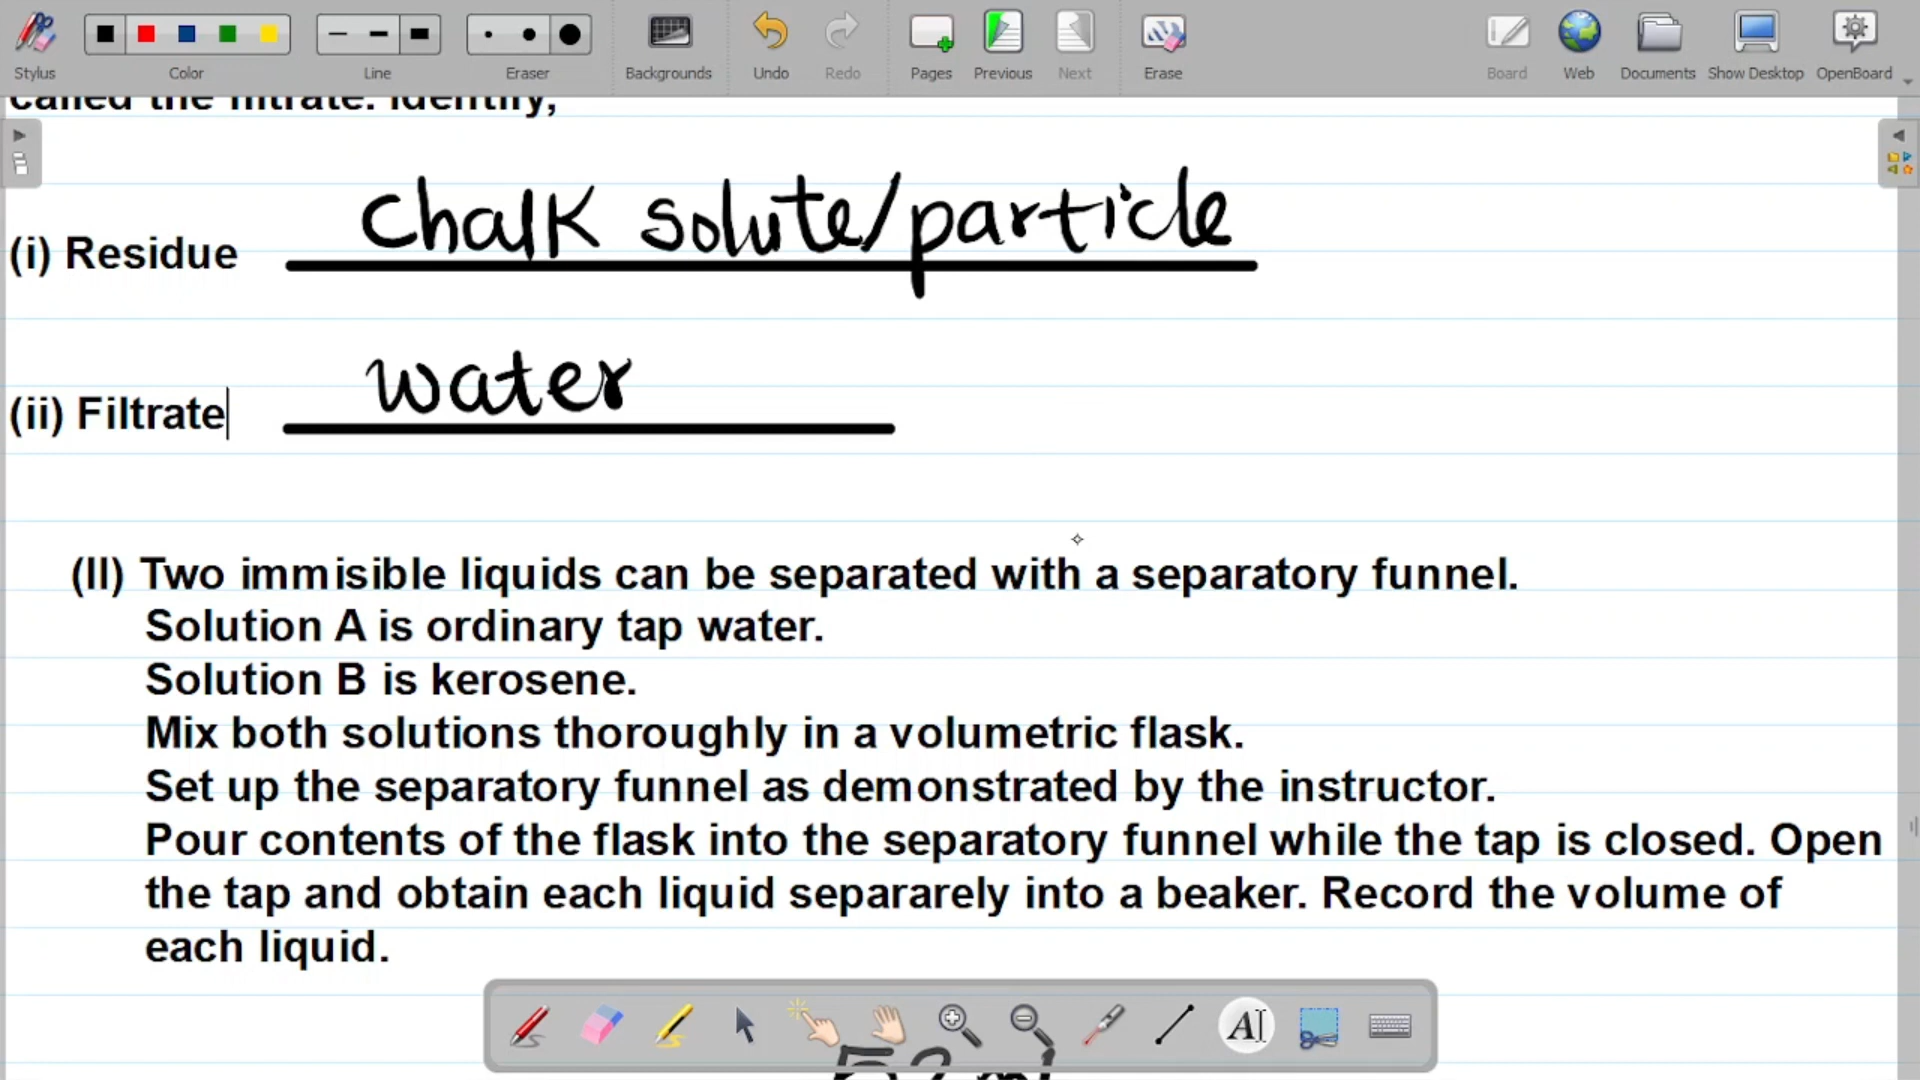 Stylus Color Line Eraser Backgrounds Undo Redo Pages Previous Next Erase Board Web Documents Show Desktop OpenBoard
called the filtrate. Identify,
(i) Residue chalk solute/particle
(ii) Filtrate water
(II) Two immisible liquids can be separated with a separatory funnel.
Solution A is ordinary tap water.
Solution B is kerosene.
Mix both solutions thoroughly in a volumetric flask.
Set up the separatory funnel as demonstrated by the instructor.
Pour contents of the flask into the separatory funnel while the tap is closed. Open
the tap and obtain each liquid separarely into a beaker. Record the volume of
each liquid.